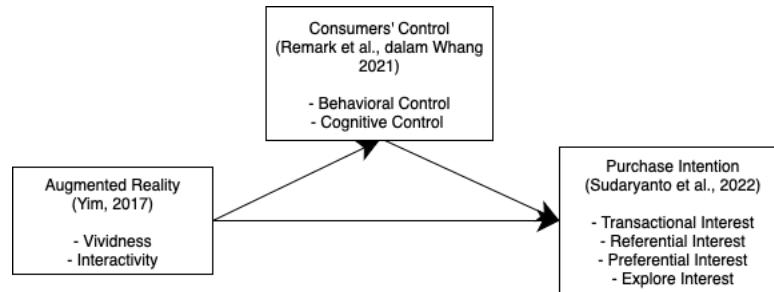 Consumers' Control
(Remark et al., dalam Whang
2021)
- Behavioral Control
- Cognitive Control
Augmented Reality
(Yim, 2017)
- Vividness
- Interactivity
Purchase Intention
(Sudaryanto et al., 2022)
- Transactional Interest
- Referential Interest
- Preferential Interest
- Explore Interest